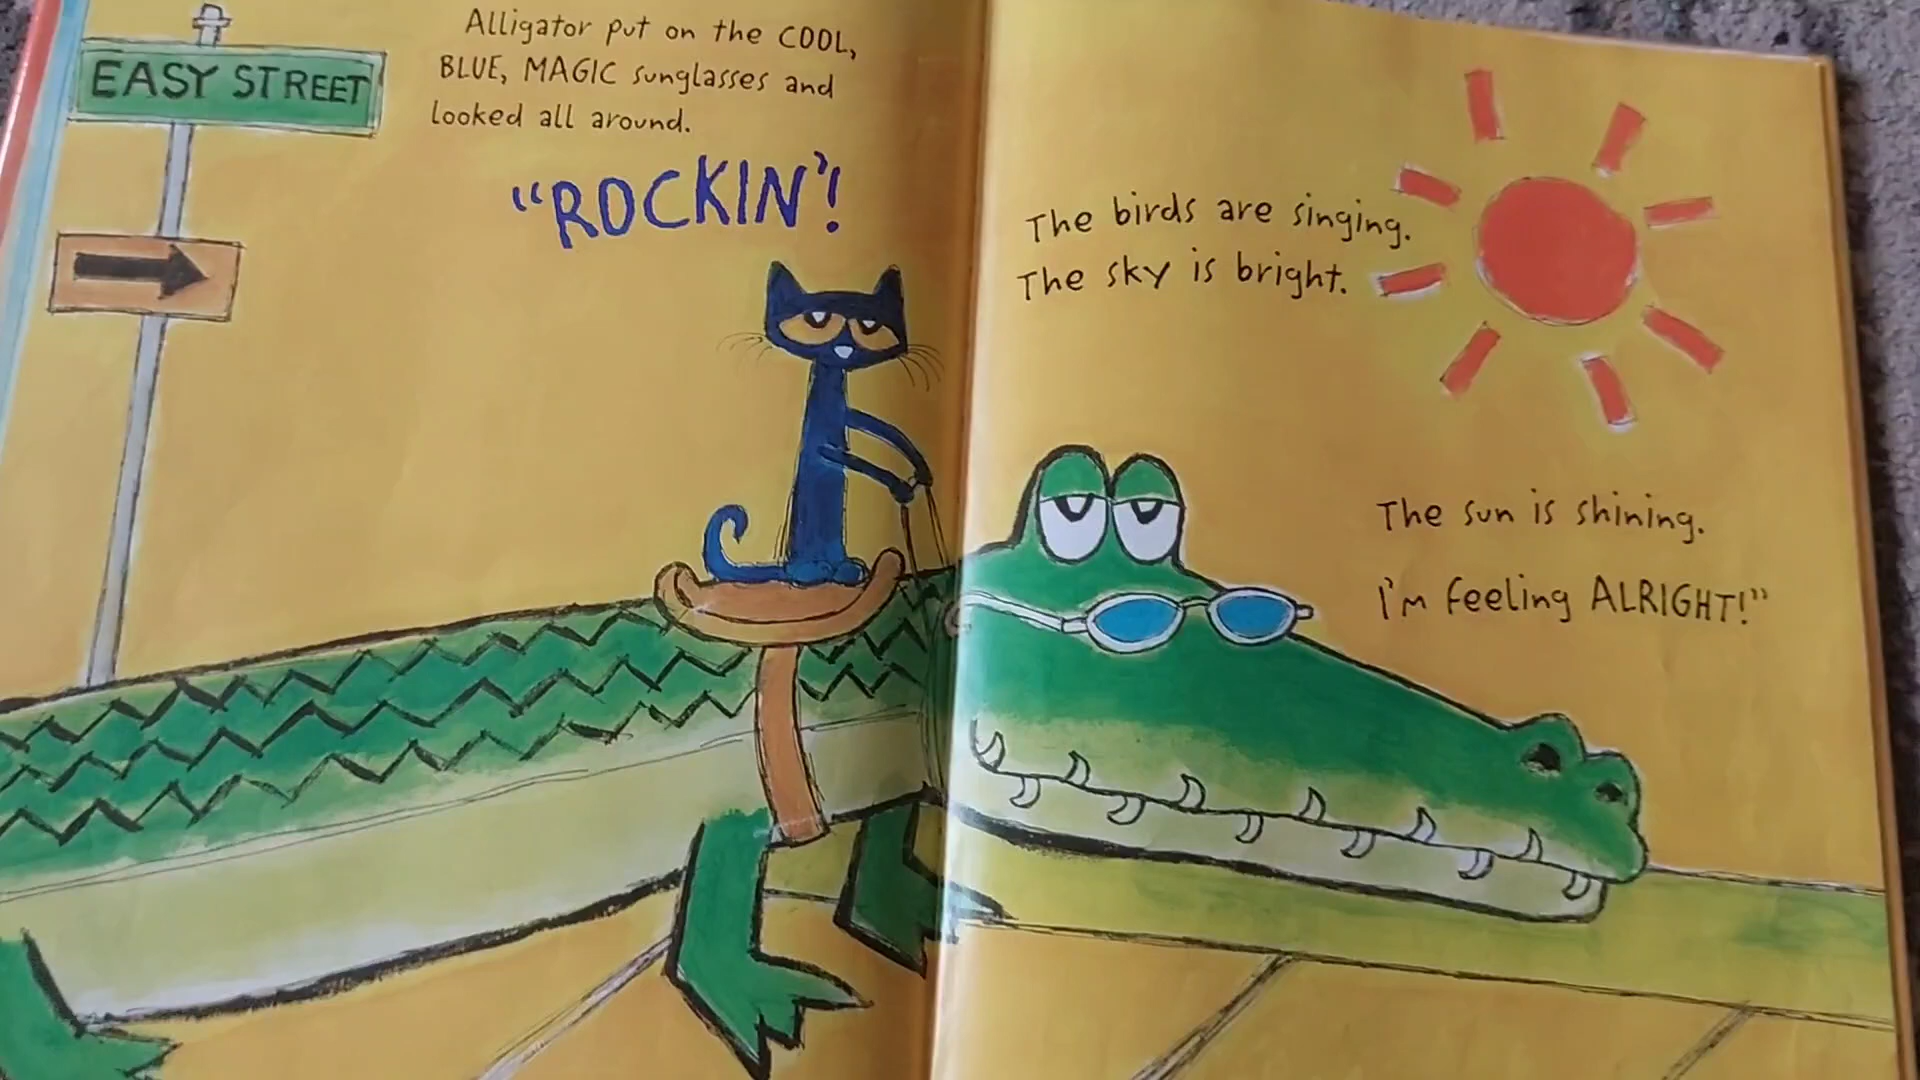 EASY STREET
Alligator put on the COOL,
BLUE, MAGIC sunglasses and
looked all around.
“ROCKIN’!
The birds are singing.
The sky is bright.
The sun is shining.
I’m feeling ALRIGHT!”